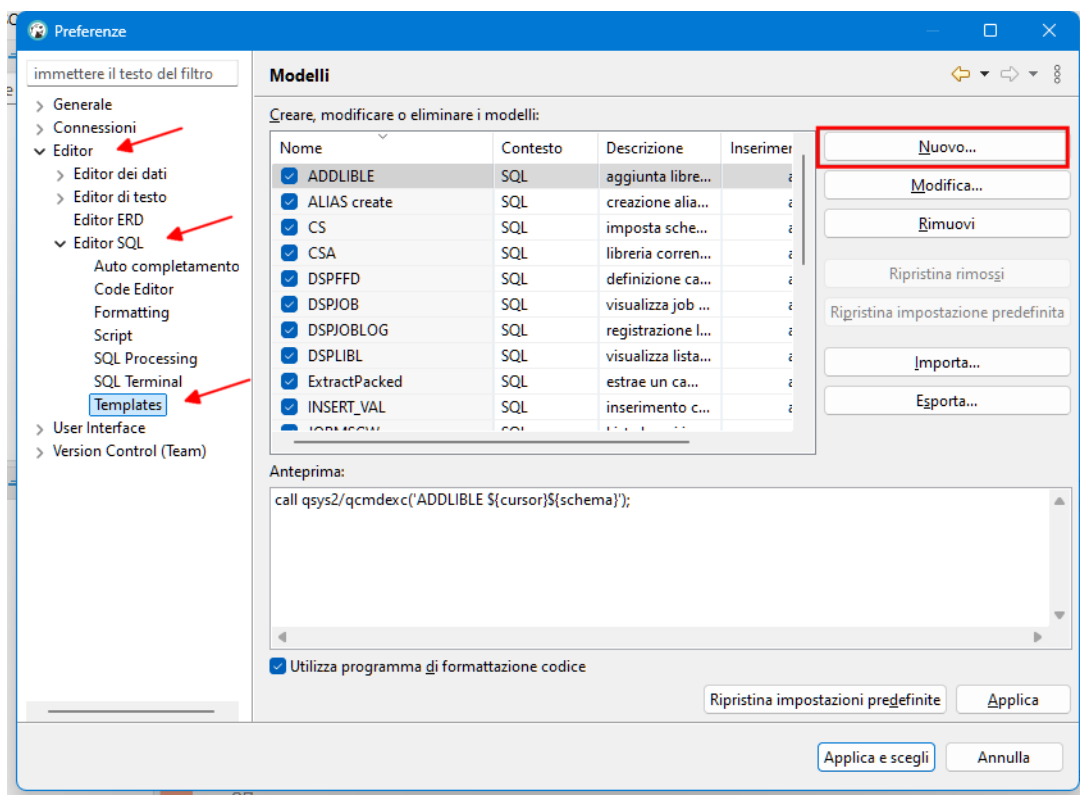 Preferenze
immettere il testo del filtro
Generale
Connessioni
Editor
Editor dei dati
Editor di testo
Editor ERD
Editor SQL
Auto completamento
Code Editor
Formatting
Script
SQL Processing
SQL Terminal
Templates
User Interface
Version Control (Team)
Modelli
Creare, modificare o eliminare i modelli:
Nome Contesto Descrizione Inserimer
ADDLIBLE SQL aggiunta libre...
ALIAS create SQL creazione alia...
CS SQL imposta sche...
CSA SQL libreria corren...
DSPFFD SQL definizione ca...
DSPJOB SQL visualizza job ...
DSPJOBLOG SQL registrazione l...
DSPLIBL SQL visualizza lista...
ExtractPacked SQL estrae un ca...
INSERT_VAL SQL inserimento c...
Nuovo...
Modifica...
Rimuovi
Ripristina rimossi
Ripristina impostazione predefinita
Importa...
Esporta...
Anteprima:
call qsys2/qcmdexc('ADDLIBLE ${cursor}${schema}');
Utilizza programma di formattazione codice
Ripristina impostazioni predefinite Applica
Applica e scegli Annulla